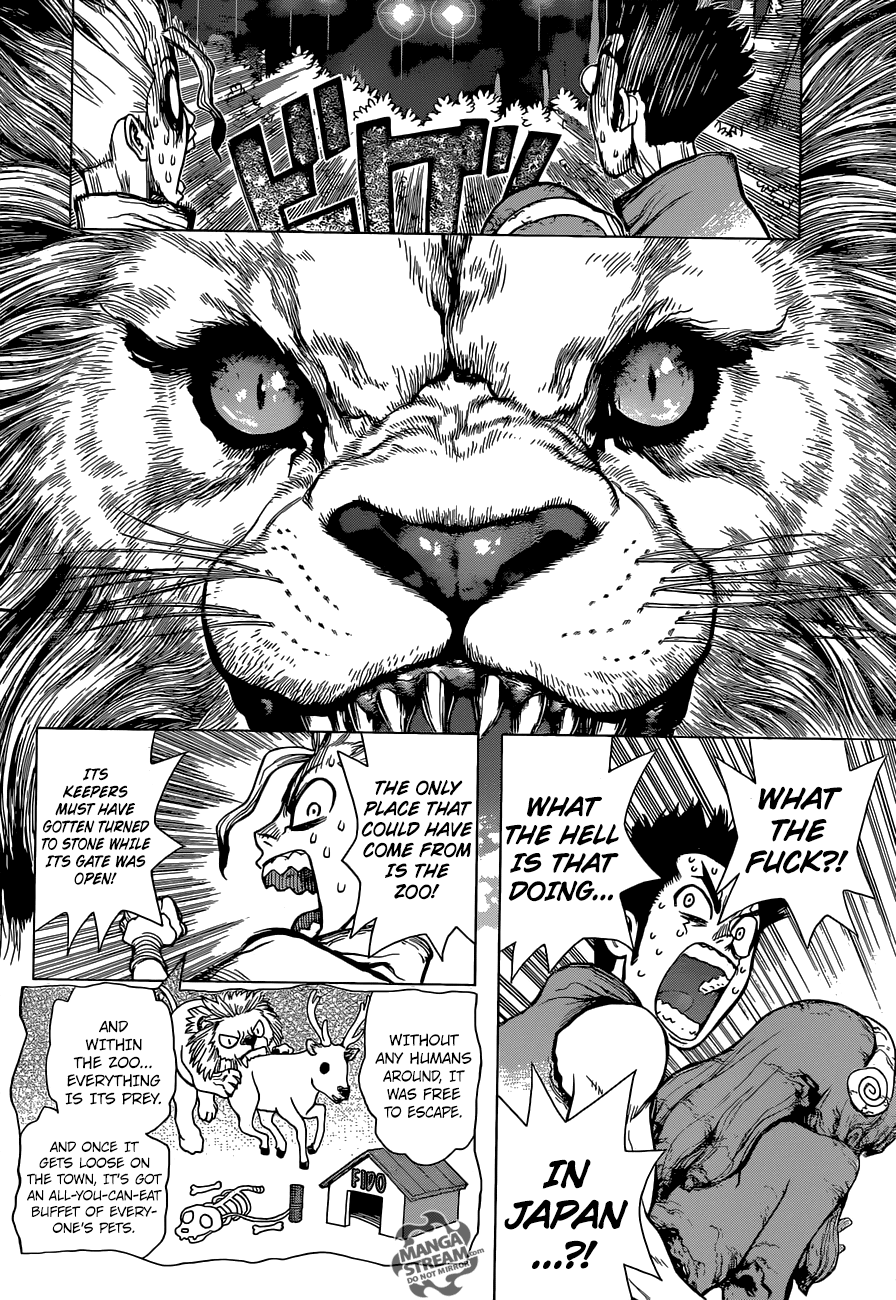 ビグッ
WHAT
THE
FUCK?!
WHAT
THE HELL
IS THAT
DOING...
IN
JAPAN
...?!
THE ONLY
PLACE THAT
COULD HAVE
COME FROM
IS THE
ZOO!
ITS
KEEPERS
MUST HAVE
GOTTEN TURNED
TO STONE WHILE
ITS GATE WAS
OPEN!
WITHOUT
ANY HUMANS
AROUND, IT
WAS FREE
TO ESCAPE.
AND
WITHIN
THE ZOO...
EVERYTHING
IS ITS PREY.
AND ONCE IT
GETS LOOSE ON
THE TOWN, IT'S GOT
AN ALL-YOU-CAN-EAT
BUFFET OF EVERY-
ONE'S PETS.
FIDO
MANGA
STREAM.com
DO NOT MIRROR!